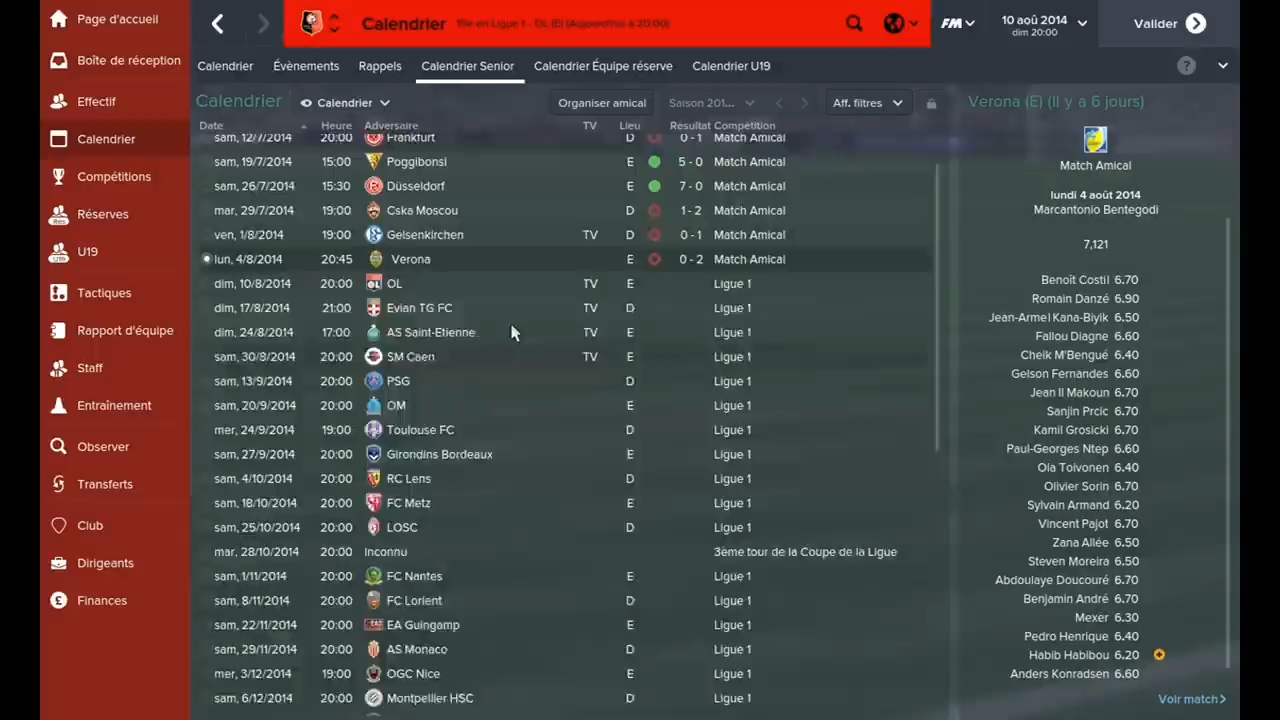 Page d'accueil
Boîte de réception
Effectif
Calendrier
Compétitions
Réserves
U19
Tactiques
Rapport d'équipe
Staff
Entraînement
Observer
Transferts
Club
Dirigeants
Finances
Calendrier
FM
10 août 2014
dim 20:00
Valider
Calendrier Évènements Rappels Calendrier Senior Calendrier Équipe réserve Calendrier U19
Calendrier Calendrier Organiser amical Saison 201... Aff. filtres
Date Heure Adversaire TV Lieu Résultat Compétition
sam, 12/7/2014 20:00 Frankfurt D 0 - 1 Match Amical
sam, 19/7/2014 15:00 Poggibonsi E 5 - 0 Match Amical
sam, 26/7/2014 15:30 Düsseldorf E 7 - 0 Match Amical
mar, 29/7/2014 19:00 Cska Moscou D 1 - 2 Match Amical
ven, 1/8/2014 19:00 Gelsenkirchen TV D 0 - 1 Match Amical
lun, 4/8/2014 20:45 Verona E 0 - 2 Match Amical
dim, 10/8/2014 20:00 OL TV E Ligue 1
dim, 17/8/2014 21:00 Evian TG FC TV D Ligue 1
dim, 24/8/2014 17:00 AS Saint-Etienne TV E Ligue 1
sam, 30/8/2014 20:00 SM Caen TV E Ligue 1
sam, 13/9/2014 20:00 PSG D Ligue 1
sam, 20/9/2014 20:00 OM E Ligue 1
mer, 24/9/2014 19:00 Toulouse FC D Ligue 1
sam, 27/9/2014 20:00 Girondins Bordeaux E Ligue 1
sam, 4/10/2014 20:00 RC Lens D Ligue 1
sam, 18/10/2014 20:00 FC Metz E Ligue 1
sam, 25/10/2014 20:00 LOSC D Ligue 1
mar, 28/10/2014 20:00 Inconnu 3ème tour de la Coupe de la Ligue
sam, 1/11/2014 20:00 FC Nantes E Ligue 1
sam, 8/11/2014 20:00 FC Lorient D Ligue 1
sam, 22/11/2014 20:00 EA Guingamp E Ligue 1
sam, 29/11/2014 20:00 AS Monaco D Ligue 1
mer, 3/12/2014 19:00 OGC Nice E Ligue 1
sam, 6/12/2014 20:00 Montpellier HSC D Ligue 1
Verona (E) (Il y a 6 jours)
Match Amical
lundi 4 août 2014
Marcantonio Bentegodi
7,121
Benoît Costil 6.70
Romain Danzé 6.90
Jean-Armel Kana-Biyik 6.50
Fallou Diagne 6.60
Cheik M'Bengué 6.40
Gelson Fernandes 6.60
Jean II Makoun 6.70
Sanjin Prcic 6.70
Kamil Grosicki 6.70
Paul-Georges Ntep 6.60
Ola Toivonen 6.40
Olivier Sorin 6.70
Sylvain Armand 6.20
Vincent Pajot 6.70
Zana Allée 6.50
Steven Moreira 6.50
Abdoulaye Doucouré 6.70
Benjamin André 6.70
Mexer 6.30
Pedro Henrique 6.40
Habib Habibou 6.20
Anders Konradsen 6.60
Voir match